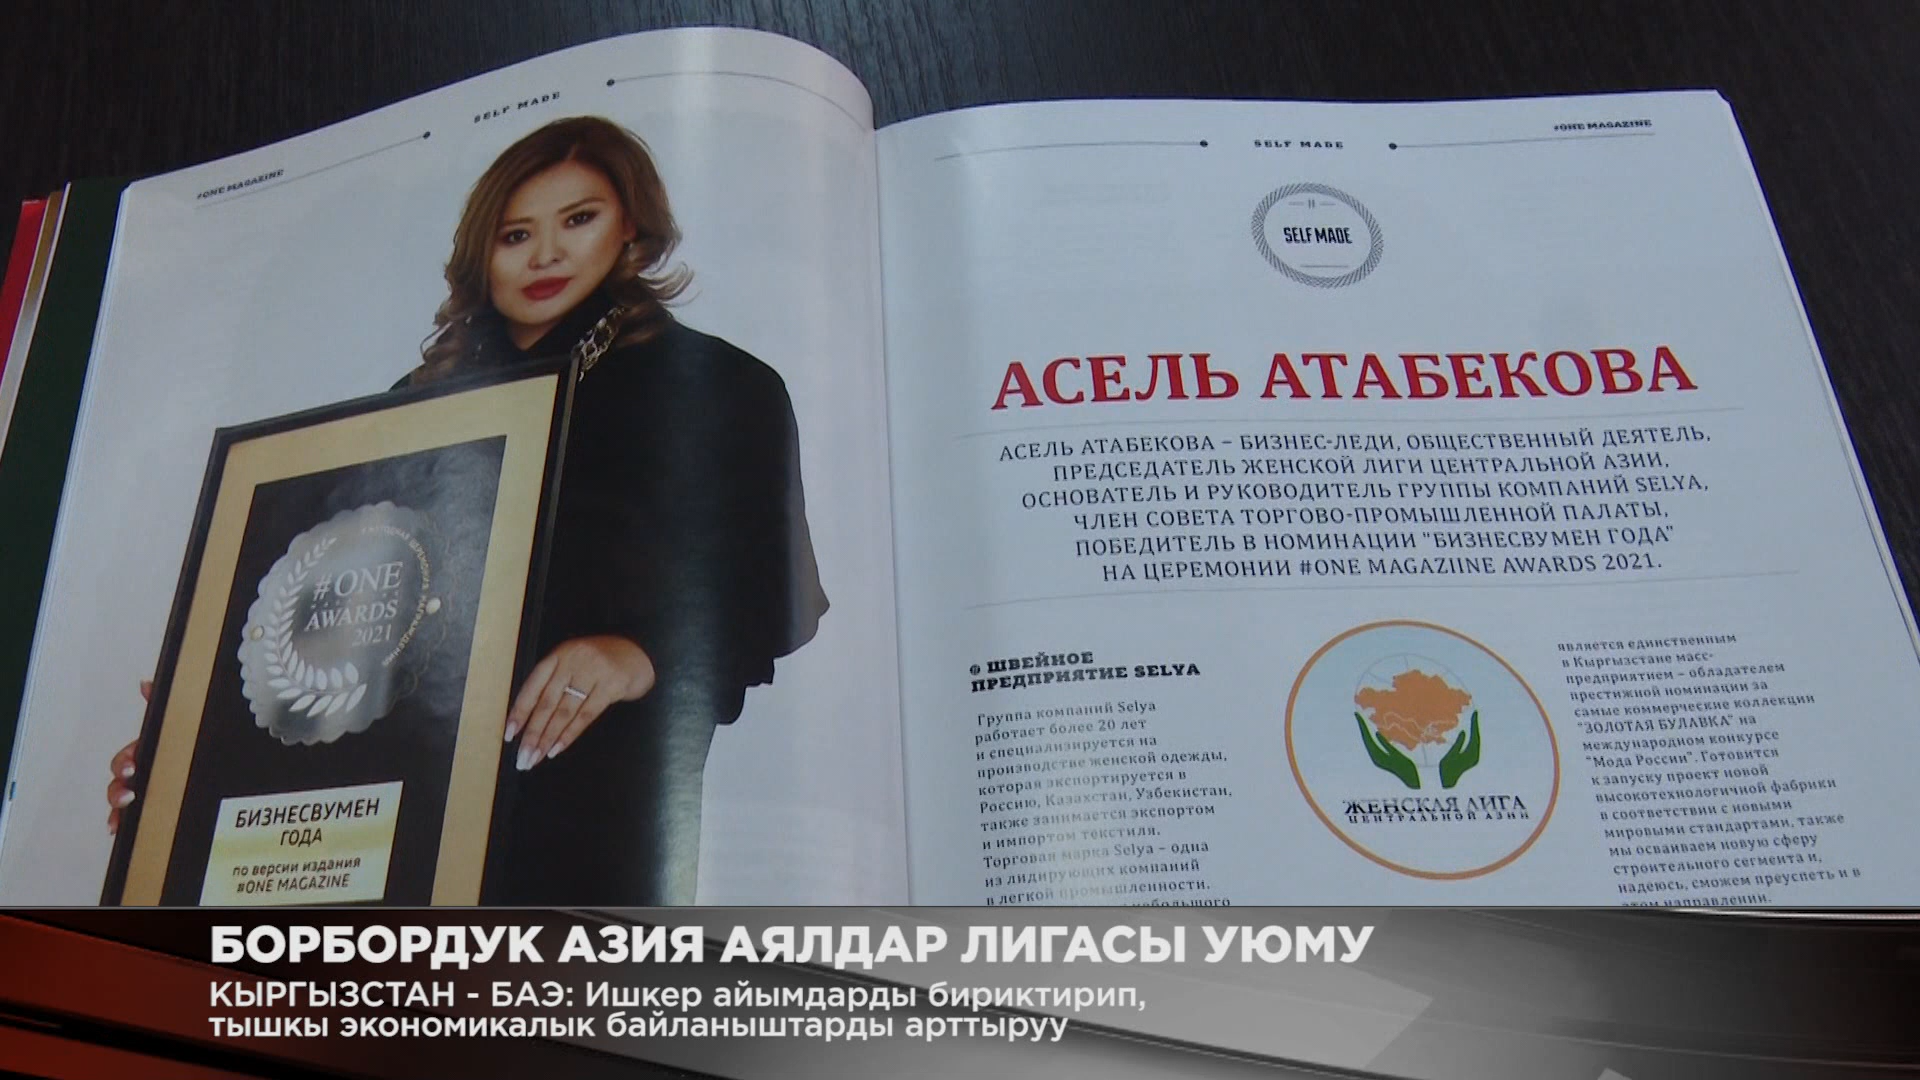 #ONE MAGAZINE
SELF MADE
#ONE
AWARDS
2021
БИЗНЕСВУМЕН
ГОДА
по версии издания
#ONE MAGAZINE
SELF MADE
#ONE MAGAZINE
SELF MADE
АСЕЛЬ АТАБЕКОВА
АСЕЛЬ АТАБЕКОВА – БИЗНЕС-ЛЕДИ, ОБЩЕСТВЕННЫЙ ДЕЯТЕЛЬ,
ПРЕДСЕДАТЕЛЬ ЖЕНСКОЙ ЛИГИ ЦЕНТРАЛЬНОЙ АЗИИ,
ОСНОВАТЕЛЬ И РУКОВОДИТЕЛЬ ГРУППЫ КОМПАНИЙ SELYA,
ЧЛЕН СОВЕТА ТОРГОВО-ПРОМЫШЛЕННОЙ ПАЛАТЫ,
ПОБЕДИТЕЛЬ В НОМИНАЦИИ "БИЗНЕСВУМЕН ГОДА"
НА ЦЕРЕМОНИИ #ONE MAGAZIINE AWARDS 2021.
ШВЕЙНОЕ
ПРЕДПРИЯТИЕ SELYA
Группа компаний Selya
работает более 20 лет
и специализируется на
производстве женской одежды,
которая экспортируется в
Россию, Казахстан, Узбекистан,
также занимается экспортом
и импортом текстиля.
Торговая марка Selya – одна
из лидирующих компаний
в легкой промышленности.
небольшого
ЖЕНСКАЯ ЛИГА
ЦЕНТРАЛЬНОЙ АЗИИ
является единственным
в Кыргызстане масс-
предприятием – обладателем
престижной номинации за
самые коммерческие коллекции
"ЗОЛОТАЯ БУЛАВКА" на
международном конкурсе
"Мода России". Готовится
к запуску проект новой
высокотехнологичной фабрики
в соответствии с новыми
мировыми стандартами, также
мы осваиваем новую сферу
строительного сегмента и,
надеюсь, сможем преуспеть и в
этом направлении.
БОРБОРДУК АЗИЯ АЯЛДАР ЛИГАСЫ УЮМУ
КЫРГЫЗСТАН - БАЭ: Ишкер айымдарды бириктирип,
тышкы экономикалык байланыштарды арттыруу